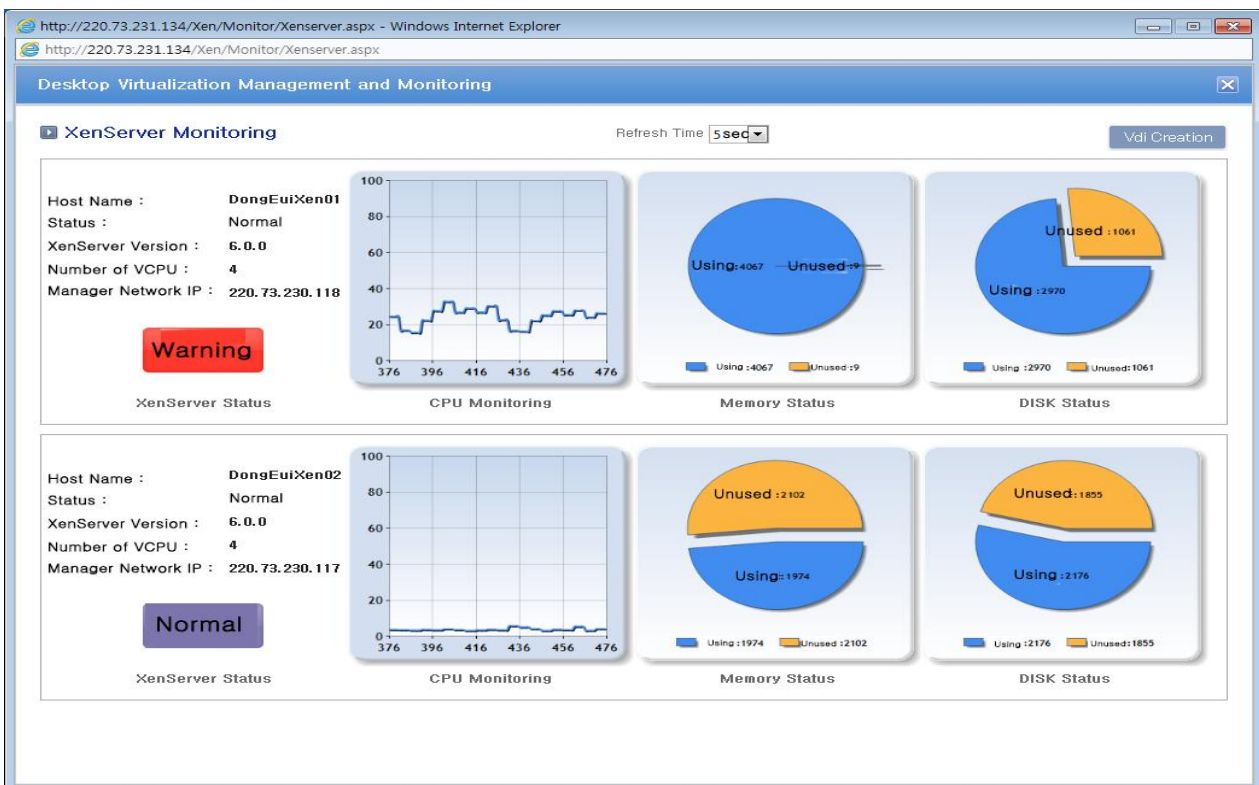 http://220.73.231.134/Xen/Monitor/Xenserver.aspx - Windows Internet Explorer
http://220.73.231.134/Xen/Monitor/Xenserver.aspx
Desktop Virtualization Management and Monitoring
XenServer Monitoring
Refresh Time 5sec
Vdi Creation
Host Name : DongEuiXen01
Status : Normal
XenServer Version : 6.0.0
Number of VCPU : 4
Manager Network IP : 220.73.230.118
Warning
XenServer Status
100
80
60
40
20
0
376 396 416 436 456 476
CPU Monitoring
Using:4067 Unused:9
Using :4067 Unused:9
Memory Status
Unused :1061
Using :2970
Using :2970 Unused:1061
DISK Status
Host Name : DongEuiXen02
Status : Normal
XenServer Version : 6.0.0
Number of VCPU : 4
Manager Network IP : 220.73.230.117
Normal
XenServer Status
100
80
60
40
20
0
376 396 416 436 456 476
CPU Monitoring
Unused :2102
Using:1974
Using :1974 Unused :2102
Memory Status
Unused:1855
Using :2176
Using :2176 Unused:1855
DISK Status